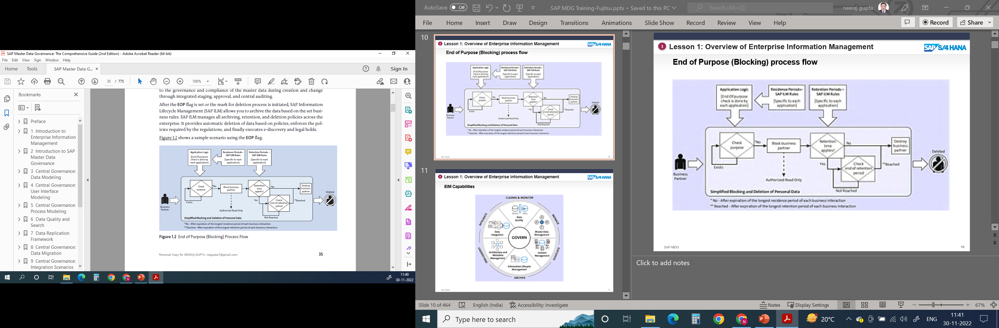 SAP Master Data Governance: The Comprehensive Guide (2nd Edition) - Adobe Acrobat Reader (64-bit)
File Edit View Sign Window Help
Home Tools SAP Master Data G... × Sign In
35 / 775 100%
Bookmarks
Preface
1 Introduction to
Enterprise Information
Management
2 Introduction to SAP
Master Data
Governance
3 Central Governance:
Data Modeling
4 Central Governance:
User Interface
Modeling
5 Central Governance:
Process Modeling
6 Data Quality and
Search
7 Data Replication
Framework
8 Central Governance:
Data Migration
9 Central Governance:
Integration Scenarios
to the governance and compliance of the master data during creation and change
through integrated staging, approval, and central auditing.
After the EOP flag is set or the mark for deletion process is initiated, SAP Information
Lifecycle Management (SAP ILM) allows you to archive the data based on the set busi-
ness rules. SAP ILM manages all archiving, retention, and deletion policies across the
enterprise. It provides automatic deletion of data based on policies, enforces the pol-
icies required by the regulations, and finally executes e-discovery and legal holds.
Figure 1.2 shows a sample scenario using the EOP flag.
Application Logic
[End Of purpose
check is done by
each application]
Residence Periods–
SAP ILM Rules
[Specific to each
application]
Retention Periods –
SAP ILM Rules
[Specific to each
application]
Business
Partner
Check
purpose
*No
Exists
Block business
partner
Authorized Read Only
Retention
time
applies?
No
Yes
Check
end of retention
period
**Reached
Not Reached
Destroy
business
partner
Deleted
Simplified Blocking and Deletion of Personal Data
* No - After expiration of the longest residence period of each business interaction
** Reached - After expiration of the longest retention period of each business interaction
Figure 1.2 End of Purpose (Blocking) Process Flow
Personal Copy for NEERAJ GUPTA, negupta7@gmail.com 35
11:40
30-11-2022
AutoSave Off SAP MDG Training-Fujitsu.pptx • Saved to this PC Search (Alt+Q) neeraj gupta
File Home Insert Draw Design Transitions Animations Slide Show Record Review View Help Record Share
10
1 Lesson 1: Overview of Enterprise Information Management SAP S/4HANA
End of Purpose (Blocking) process flow
Application Logic
[End Of purpose
check is done by
each application]
Residence Periods–
SAP ILM Rules
[Specific to each
application]
Retention Periods –
SAP ILM Rules
[Specific to each
application]
Business
Partner
Check
purpose
*No
Exists
Block business
partner
Authorized Read Only
Retention
time
applies?
No
Yes
Check
end of retention
period
**Reached
Not Reached
Destroy
business
partner
Deleted
Simplified Blocking and Deletion of Personal Data
* No - After expiration of the longest residence period of each business interaction
** Reached - After expiration of the longest retention period of each business interaction
SAP MDG 10
11
1 Lesson 1: Overview of Enterprise Information Management SAP S/4HANA
EIM Capabilities
CLEANSE & MONITOR
MANAGE
ASSOCIATE
ARCHIVE
UNDERSTAND
INTEGRATE
Before After
Data
Quality
A
D B
C
Master Data
Management
Content
Management
Information Lifecycle
Management
Architecture and
Metadata
Management
Data
Integration
GOVERN
SAP MDG 11
1 Lesson 1: Overview of Enterprise Information Management SAP S/4HANA
End of Purpose (Blocking) process flow
Application Logic
[End Of purpose
check is done by
each application]
Residence Periods–
SAP ILM Rules
[Specific to each
application]
Retention Periods –
SAP ILM Rules
[Specific to each
application]
Business
Partner
Check
purpose
*No
Exists
Block business
partner
Authorized Read Only
Retention
time
applies?
No
Yes
Check
end of retention
period
**Reached
Not Reached
Destroy
business
partner
Deleted
Simplified Blocking and Deletion of Personal Data
* No - After expiration of the longest residence period of each business interaction
** Reached - After expiration of the longest retention period of each business interaction
SAP MDG 10
Click to add notes
Slide 10 of 464 English (India) Accessibility: Investigate Notes Display Settings 67%
Type here to search 20°C ENG 11:41
30-11-2022